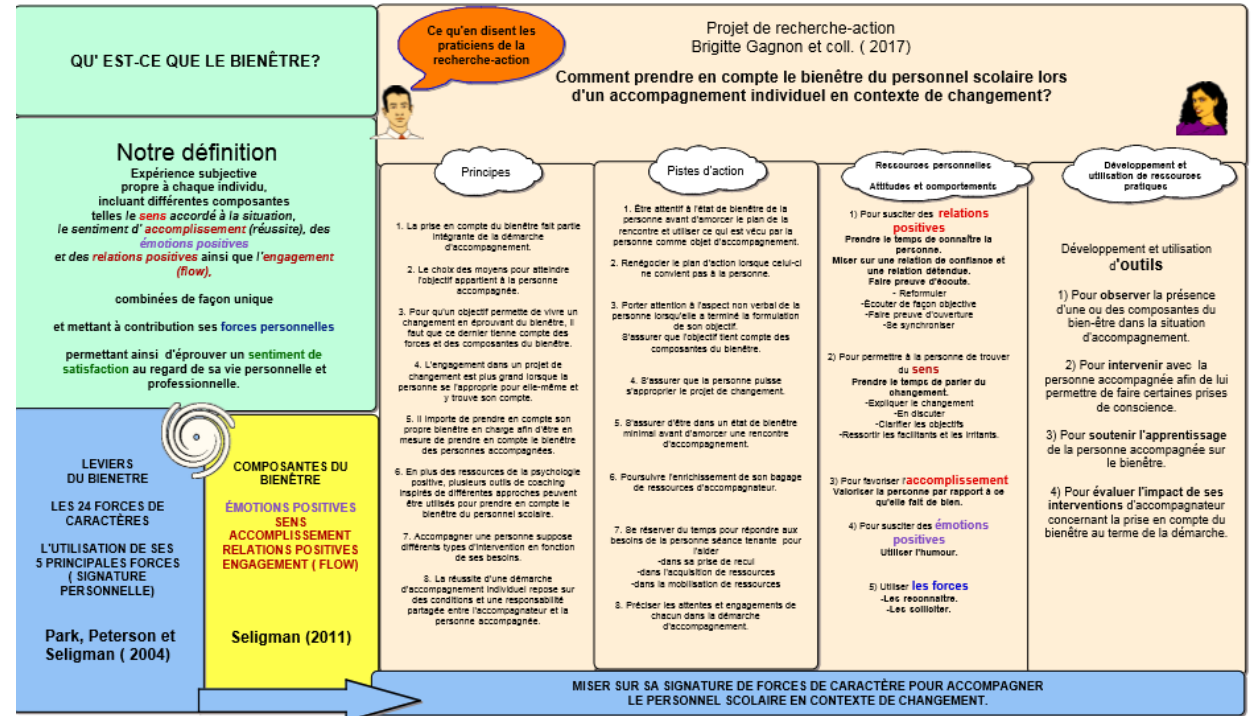 QU' EST-CE QUE LE BIENÊTRE?
Notre définition
Expérience subjective
propre à chaque individu,
incluant différentes composantes
telles le sens accordé à la situation,
le sentiment d' accomplissement (réussite), des
émotions positives
et des relations positives ainsi que l'engagement
(flow),
combinées de façon unique
et mettant à contribution ses forces personnelles
permettant ainsi d'éprouver un sentiment de
satisfaction au regard de sa vie personnelle et
professionnelle.
LEVIERS
DU BIENETRE
LES 24 FORCES DE
CARACTÈRES
L'UTILISATION DE SES
5 PRINCIPALES FORCES
( SIGNATURE
PERSONNELLE)
Park, Peterson et
Seligman ( 2004)
COMPOSANTES DU
BIENÊTRE
ÉMOTIONS POSITIVES
SENS
ACCOMPLISSEMENT
RELATIONS POSITIVES
ENGAGEMENT ( FLOW)
Seligman (2011)
Ce qu'en disent les
praticiens de la
recherche-action
Projet de recherche-action
Brigitte Gagnon et coll. ( 2017)
Comment prendre en compte le bienêtre du personnel scolaire lors
d'un accompagnement individuel en contexte de changement?
Principes
1. La prise en compte du bienêtre fait partie
intégrante de la démarche
d'accompagnement.
2. Le choix des moyens pour atteindre
l'objectif appartient à la personne
accompagnée.
3. Pour qu'un objectif permette de vivre un
changement en éprouvant du bienêtre, il
faut que ce dernier tienne compte des
forces et des composantes du bienêtre.
4. L'engagement dans un projet de
changement est plus grand lorsque la
personne se l'approprie pour elle-même et
y trouve son compte.
5. Il importe de prendre en compte son
propre bienêtre en charge afin d'être en
mesure de prendre en compte le bienêtre
des personnes accompagnées.
6. En plus des ressources de la psychologie
positive, plusieurs outils de coaching
inspirés de différentes approches peuvent
être utilisés pour prendre en compte le
bienêtre du personnel scolaire.
7. Accompagner une personne suppose
différents types d'intervention en fonction
de ses besoins.
8. La réussite d'une démarche
d'accompagnement individuel repose sur
des conditions et une responsabilité
partagée entre l'accompagnateur et la
personne accompagnée.
Pistes d'action
1. Être attentif à l'état de bienêtre de la
personne avant d'amorcer le plan de la
rencontre et utiliser ce qui est vécu par la
personne comme objet d'accompagnement.
2. Renégocier le plan d'action lorsque celui-ci
ne convient pas à la personne.
3. Porter attention à l'aspect non verbal de la
personne lorsqu'elle a terminé la formulation
de son objectif.
S'assurer que l'objectif tient compte des
composantes du bienêtre.
4. S'assurer que la personne puisse
s'approprier le projet de changement.
5. S'assurer d'être dans un état de bienêtre
minimal avant d'amorcer une rencontre
d'accompagnement.
6. Poursuivre l'enrichissement de son bagage
de ressources d'accompagnateur.
7. Se réserver du temps pour répondre aux
besoins de la personne séance tenante pour
l'aider
-dans sa prise de recul
-dans l'acquisition de ressources
-dans la mobilisation de ressources
8. Préciser les attentes et engagements de
chacun dans la démarche
d'accompagnement.
Ressources personnelles
Attitudes et comportements
1) Pour susciter des relations
positives
Prendre le temps de connaître la
personne.
Miser sur une relation de confiance et
une relation détendue.
Faire preuve d'écoute.
- Reformuler
-Écouter de façon objective
-Faire preuve d'ouverture
-Se synchroniser
2) Pour permettre à la personne de trouver
du sens
Prendre le temps de parler du
changement.
-Expliquer le changement
-En discuter
-Clarifier les objectifs
-Ressortir les facilitants et les irritants.
3) Pour favoriser l'accomplissement
Valoriser la personne par rapport à ce
qu'elle fait de bien.
4) Pour susciter des émotions
positives
Utiliser l'humour.
5) Utiliser les forces
-Les reconnaître.
-Les solliciter.
Développement et
utilisation de ressources
pratiques
Développement et utilisation
d'outils
1) Pour observer la présence
d'une ou des composantes du
bien-être dans la situation
d'accompagnement.
2) Pour intervenir avec la
personne accompagnée afin de lui
permettre de faire certaines prises
de conscience.
3) Pour soutenir l'apprentissage
de la personne accompagnée sur
le bienêtre.
4) Pour évaluer l'impact de ses
interventions d'accompagnateur
concernant la prise en compte du
bienêtre au terme de la démarche.
MISER SUR SA SIGNATURE DE FORCES DE CARACTÈRE POUR ACCOMPAGNER
LE PERSONNEL SCOLAIRE EN CONTEXTE DE CHANGEMENT.